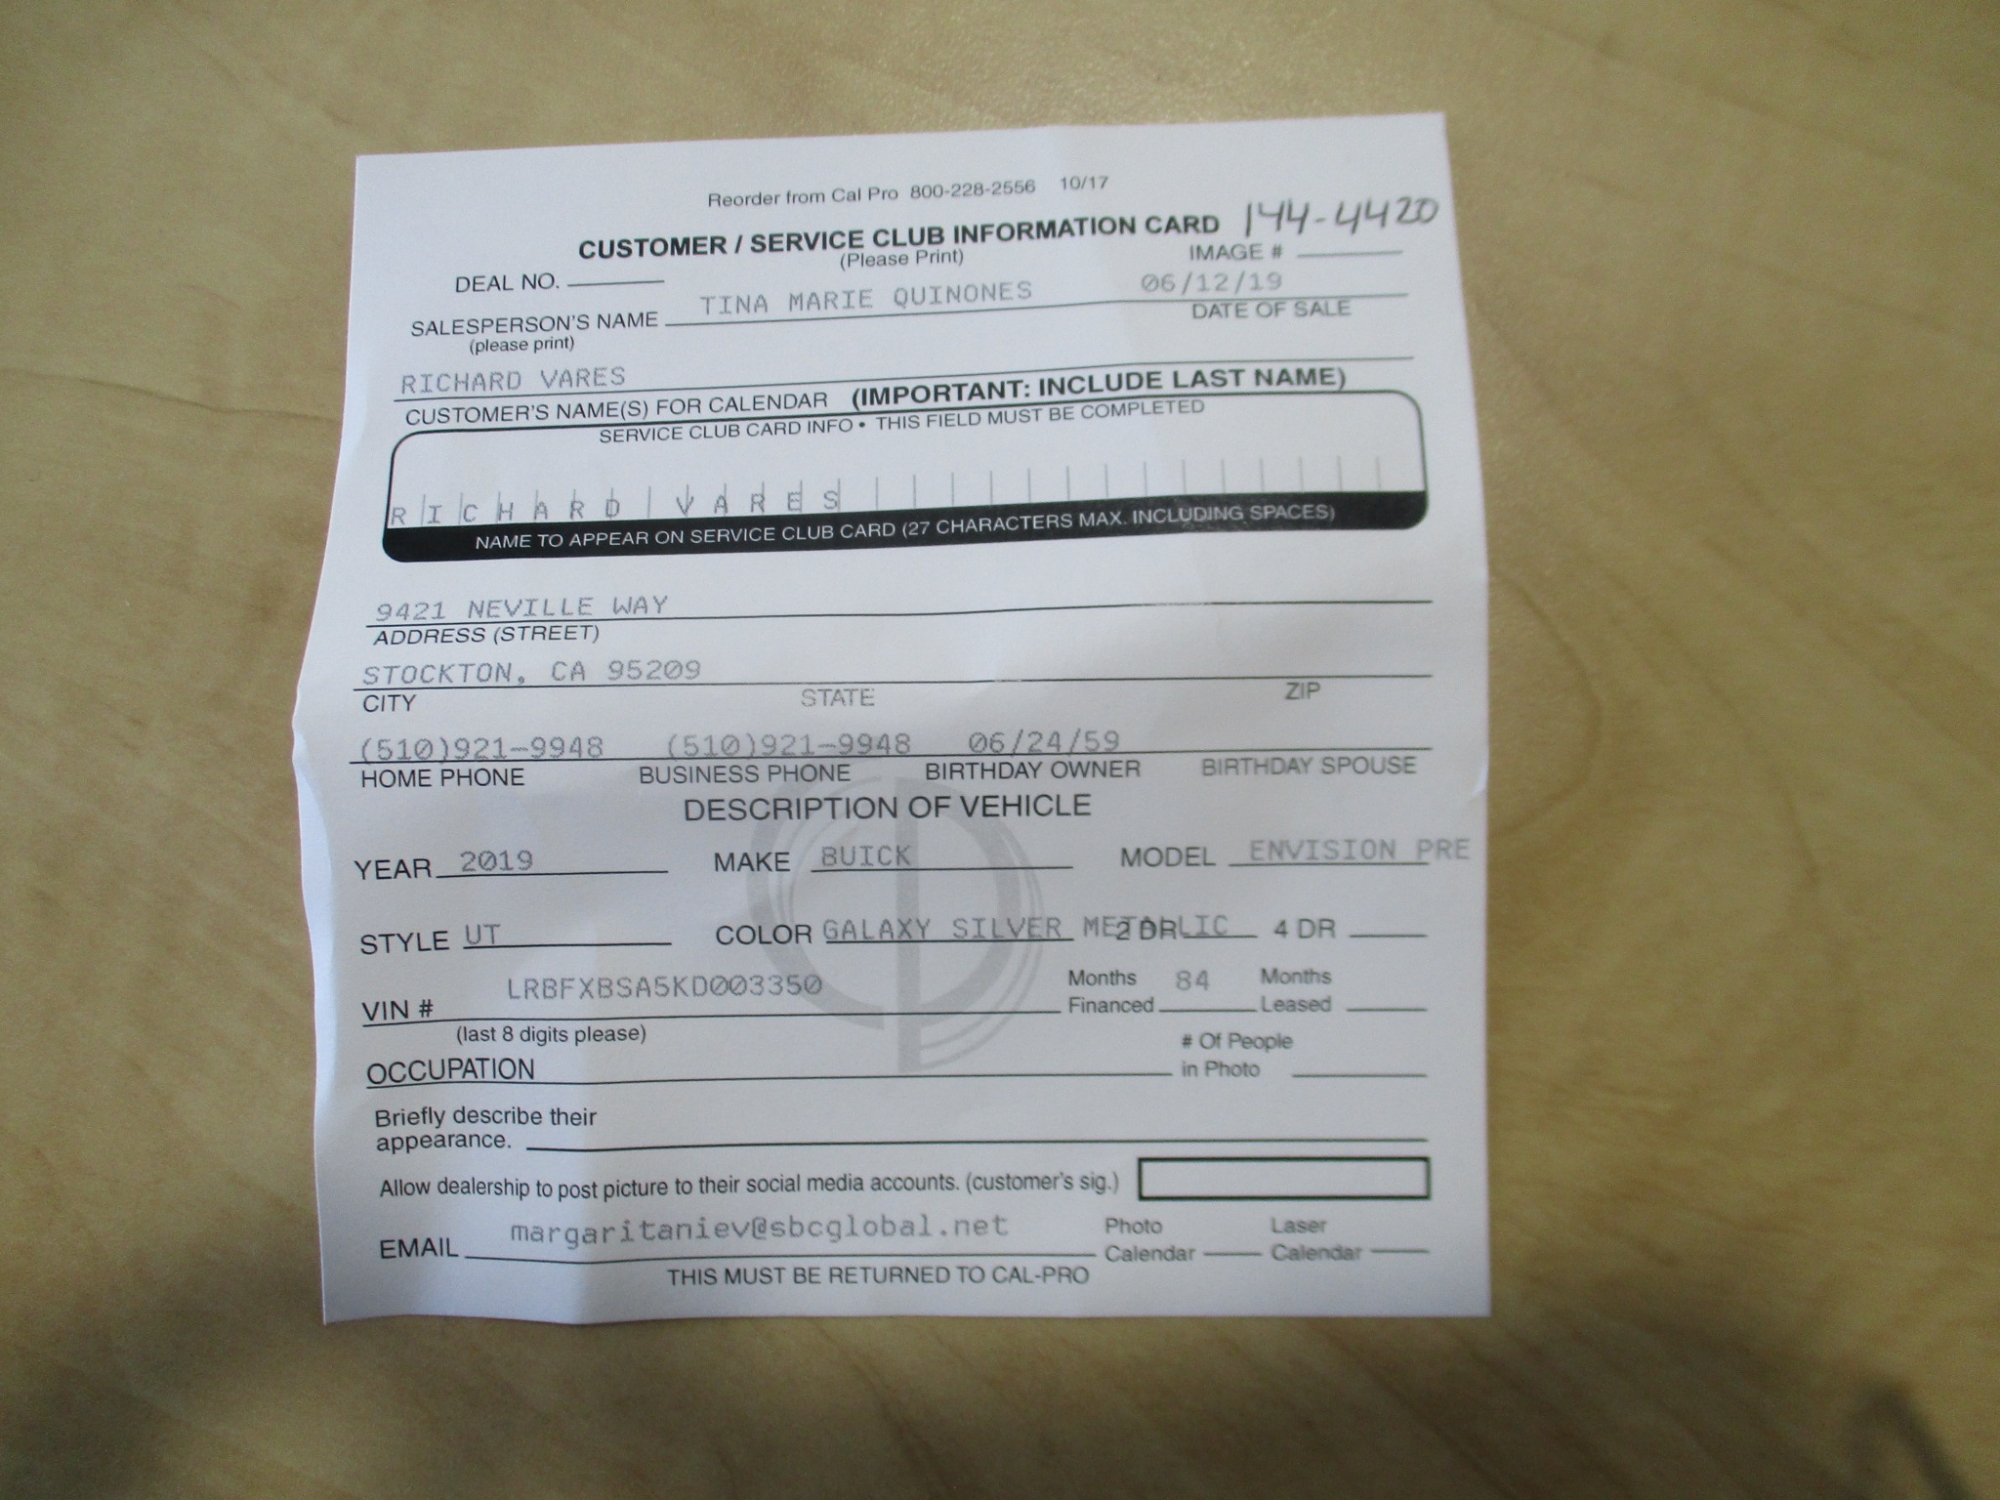 Reorder from Cal Pro 800-228-2556 10/17
CUSTOMER / SERVICE CLUB INFORMATION CARD 144-4420
(Please Print) IMAGE #
DEAL NO.
SALESPERSON'S NAME TINA MARIE QUINONES 06/12/19
(please print) DATE OF SALE
RICHARD VARES
CUSTOMER'S NAME(S) FOR CALENDAR (IMPORTANT: INCLUDE LAST NAME)
SERVICE CLUB CARD INFO • THIS FIELD MUST BE COMPLETED
RICHARD VARES
NAME TO APPEAR ON SERVICE CLUB CARD (27 CHARACTERS MAX. INCLUDING SPACES)
9421 NEVILLE WAY
ADDRESS (STREET)
STOCKTON, CA 95209
CITY STATE ZIP
(510)921-9948 (510)921-9948 06/24/59
HOME PHONE BUSINESS PHONE BIRTHDAY OWNER BIRTHDAY SPOUSE
DESCRIPTION OF VEHICLE
YEAR 2019 MAKE BUICK MODEL ENVISION PRE
STYLE UT COLOR GALAXY SILVER METALLIC 2 DR 4 DR
VIN # LRBFXBSA5KD003350 Months Financed 84 Months Leased
(last 8 digits please)
OCCUPATION # Of People in Photo
Briefly describe their
appearance.
Allow dealership to post picture to their social media accounts. (customer's sig.)
EMAIL margaritaniev@sbcglobal.net Photo Calendar Laser Calendar
THIS MUST BE RETURNED TO CAL-PRO